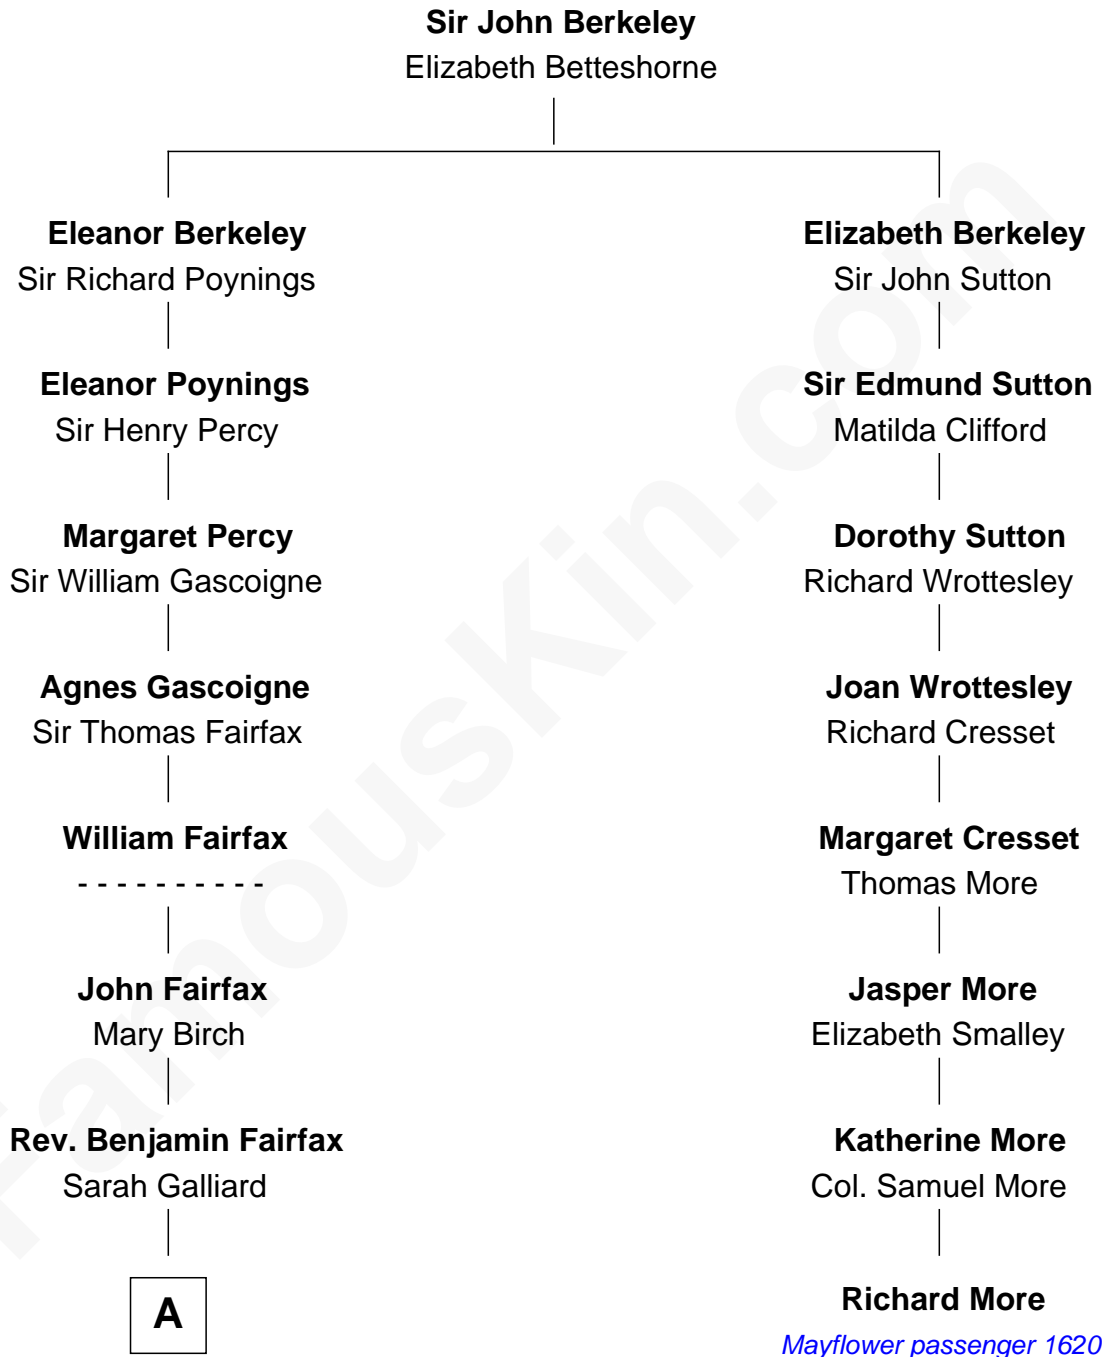 Sir John Berkeley
Elizabeth Betteshorne
Eleanor Berkeley
Sir Richard Poynings
Eleanor Poynings
Sir Henry Percy
Margaret Percy
Sir William Gascoigne
Agnes Gascoigne
Sir Thomas Fairfax
William Fairfax
- - - - - - - - - -
John Fairfax
Mary Birch
Rev. Benjamin Fairfax
Sarah Galliard
A
Elizabeth Berkeley
Sir John Sutton
Sir Edmund Sutton
Matilda Clifford
Dorothy Sutton
Richard Wrottesley
Joan Wrottesley
Richard Cresset
Margaret Cresset
Thomas More
Jasper More
Elizabeth Smalley
Katherine More
Col. Samuel More
Richard More
Mayflower passenger 1620
FamousKin.com